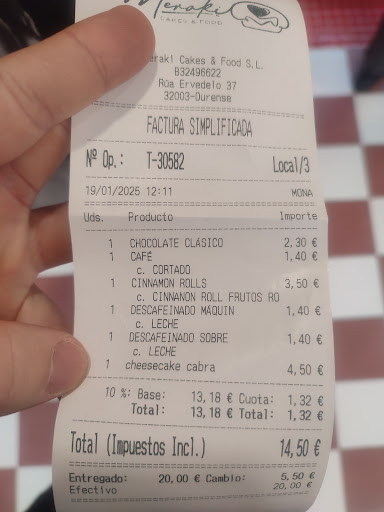 Meraki
CAKES & FOOD
eraki Cakes & Food S.L.
B32496622
Rúa Ervedelo 37
32003-Ourense
FACTURA SIMPLIFICADA
Nº Op.: T-30582 Local/3
19/01/2025 12:11 MONA
Uds. Producto Importe
1 CHOCOLATE CLÁSICO 2,30 €
1 CAFÉ 1,40 €
c. CORTADO
1 CINNAMON ROLLS 3,50 €
c. CINNANON ROLL FRUTOS RO
1 DESCAFEINADO MÁQUIN 1,40 €
c. LECHE
1 DESCAFEINADO SOBRE 1,40 €
c. LECHE
1 cheesecake cabra 4,50 €
10 %: Base: 13,18 € Cuota: 1,32 €
Total: 13,18 € Total: 1,32 €
Total (Impuestos Incl.) 14,50 €
Entregado: 20,00 € Cambio: 5,50 €
Efectivo 20,00 €